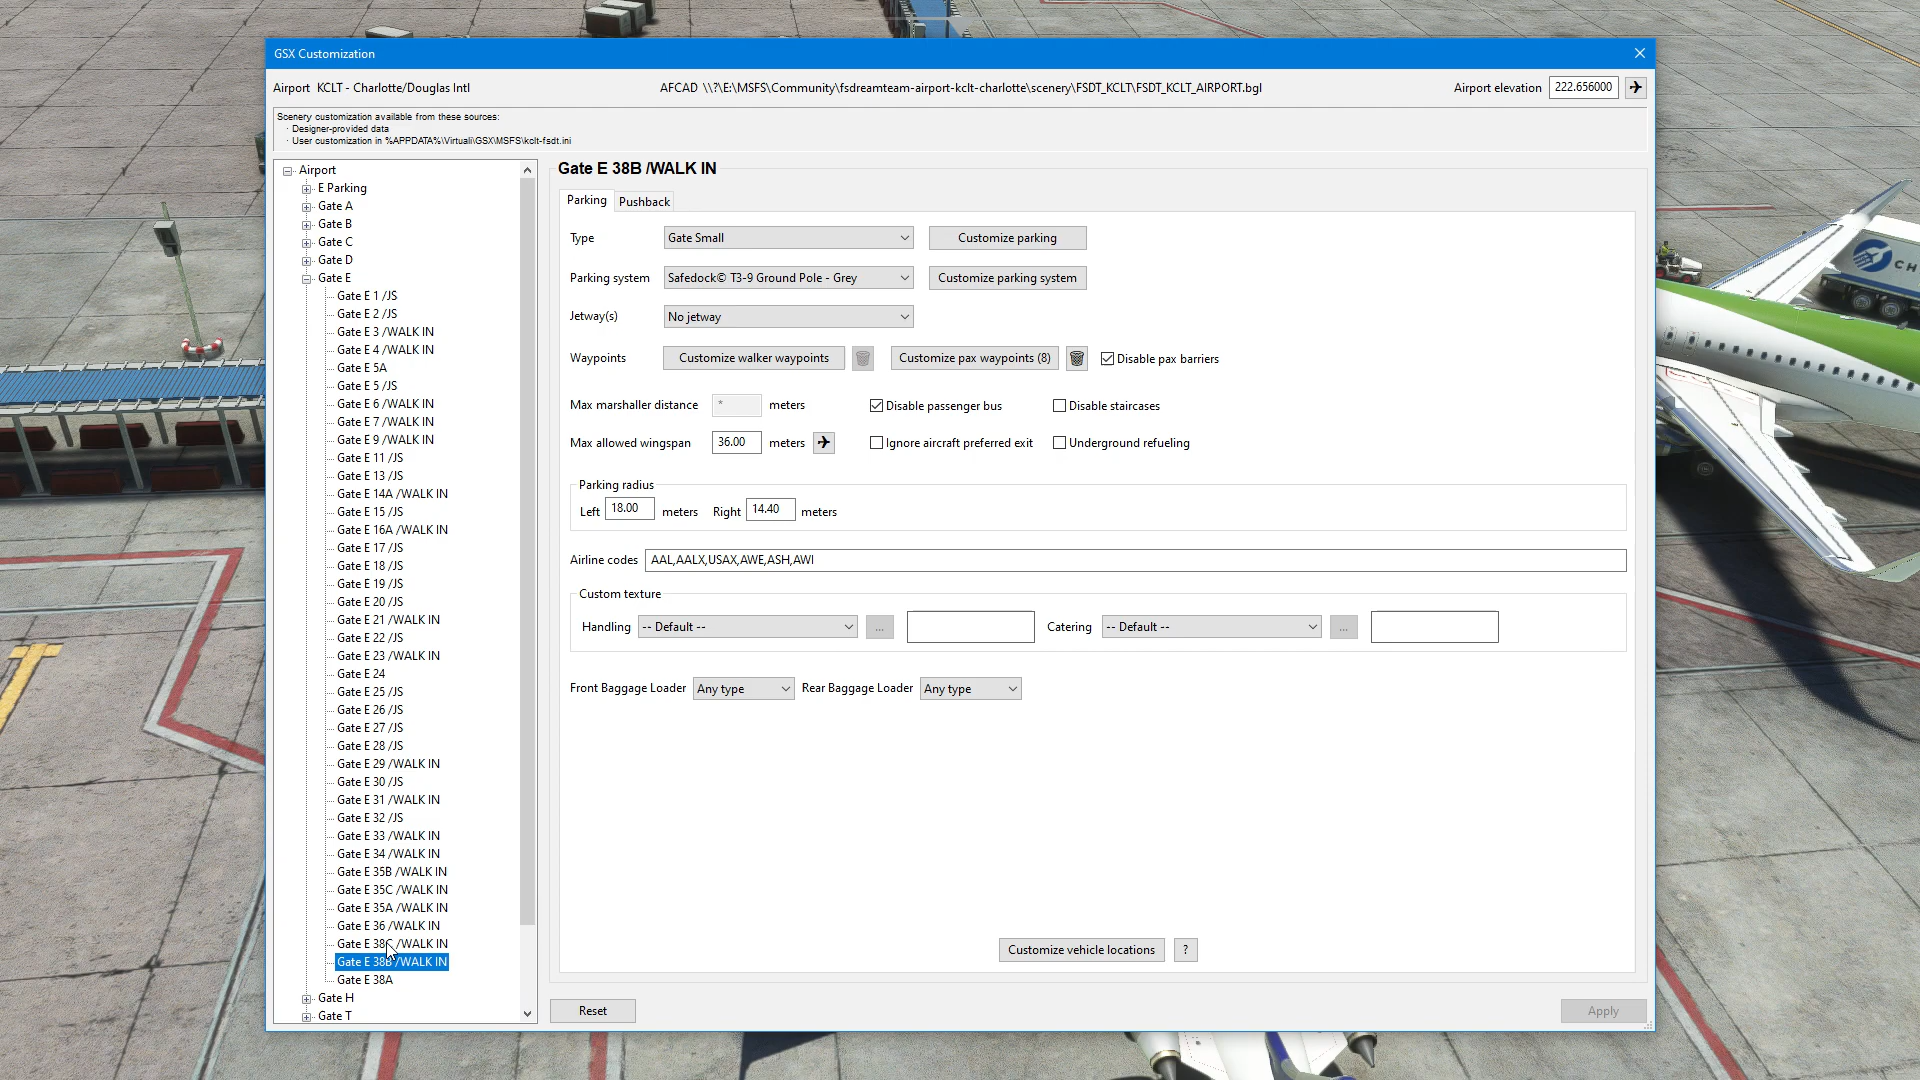 GSX Customization
Airport KCLT - Charlotte/Douglas Intl
AFCAD \\?\E:\MSFS\Community\fsdreamteam-airport-kclt-charlotte\scenery\FSDT_KCLT\FSDT_KCLT_AIRPORT.bgl
Airport elevation 222.656000
Scenery customization available from these sources:
· Designer-provided data
· User customization in %APPDATA%\Virtuali\GSX\MSFS\kclt-fsdt.ini
Airport
E Parking
Gate A
Gate B
Gate C
Gate D
Gate E
Gate E 1 /JS
Gate E 2 /JS
Gate E 3 /WALK IN
Gate E 4 /WALK IN
Gate E 5A
Gate E 5 /JS
Gate E 6 /WALK IN
Gate E 7 /WALK IN
Gate E 9 /WALK IN
Gate E 11 /JS
Gate E 13 /JS
Gate E 14A /WALK IN
Gate E 15 /JS
Gate E 16A /WALK IN
Gate E 17 /JS
Gate E 18 /JS
Gate E 19 /JS
Gate E 20 /JS
Gate E 21 /WALK IN
Gate E 22 /JS
Gate E 23 /WALK IN
Gate E 24
Gate E 25 /JS
Gate E 26 /JS
Gate E 27 /JS
Gate E 28 /JS
Gate E 29 /WALK IN
Gate E 30 /JS
Gate E 31 /WALK IN
Gate E 32 /JS
Gate E 33 /WALK IN
Gate E 34 /WALK IN
Gate E 35B /WALK IN
Gate E 35C /WALK IN
Gate E 35A /WALK IN
Gate E 36 /WALK IN
Gate E 38C /WALK IN
Gate E 38B /WALK IN
Gate E 38A
Gate H
Gate T
Gate E 38B /WALK IN
Parking Pushback
Type Gate Small Customize parking
Parking system Safedock© T3-9 Ground Pole - Grey Customize parking system
Jetway(s) No jetway
Waypoints Customize walker waypoints Customize pax waypoints (8) Disable pax barriers
Max marshaller distance * meters Disable passenger bus Disable staircases
Max allowed wingspan 36.00 meters Ignore aircraft preferred exit Underground refueling
Parking radius
Left 18.00 meters Right 14.40 meters
Airline codes AAL,AALX,USAX,AWE,ASH,AWI
Custom texture
Handling -- Default -- ... Catering -- Default -- ...
Front Baggage Loader Any type Rear Baggage Loader Any type
Customize vehicle locations ?
Reset Apply
CH